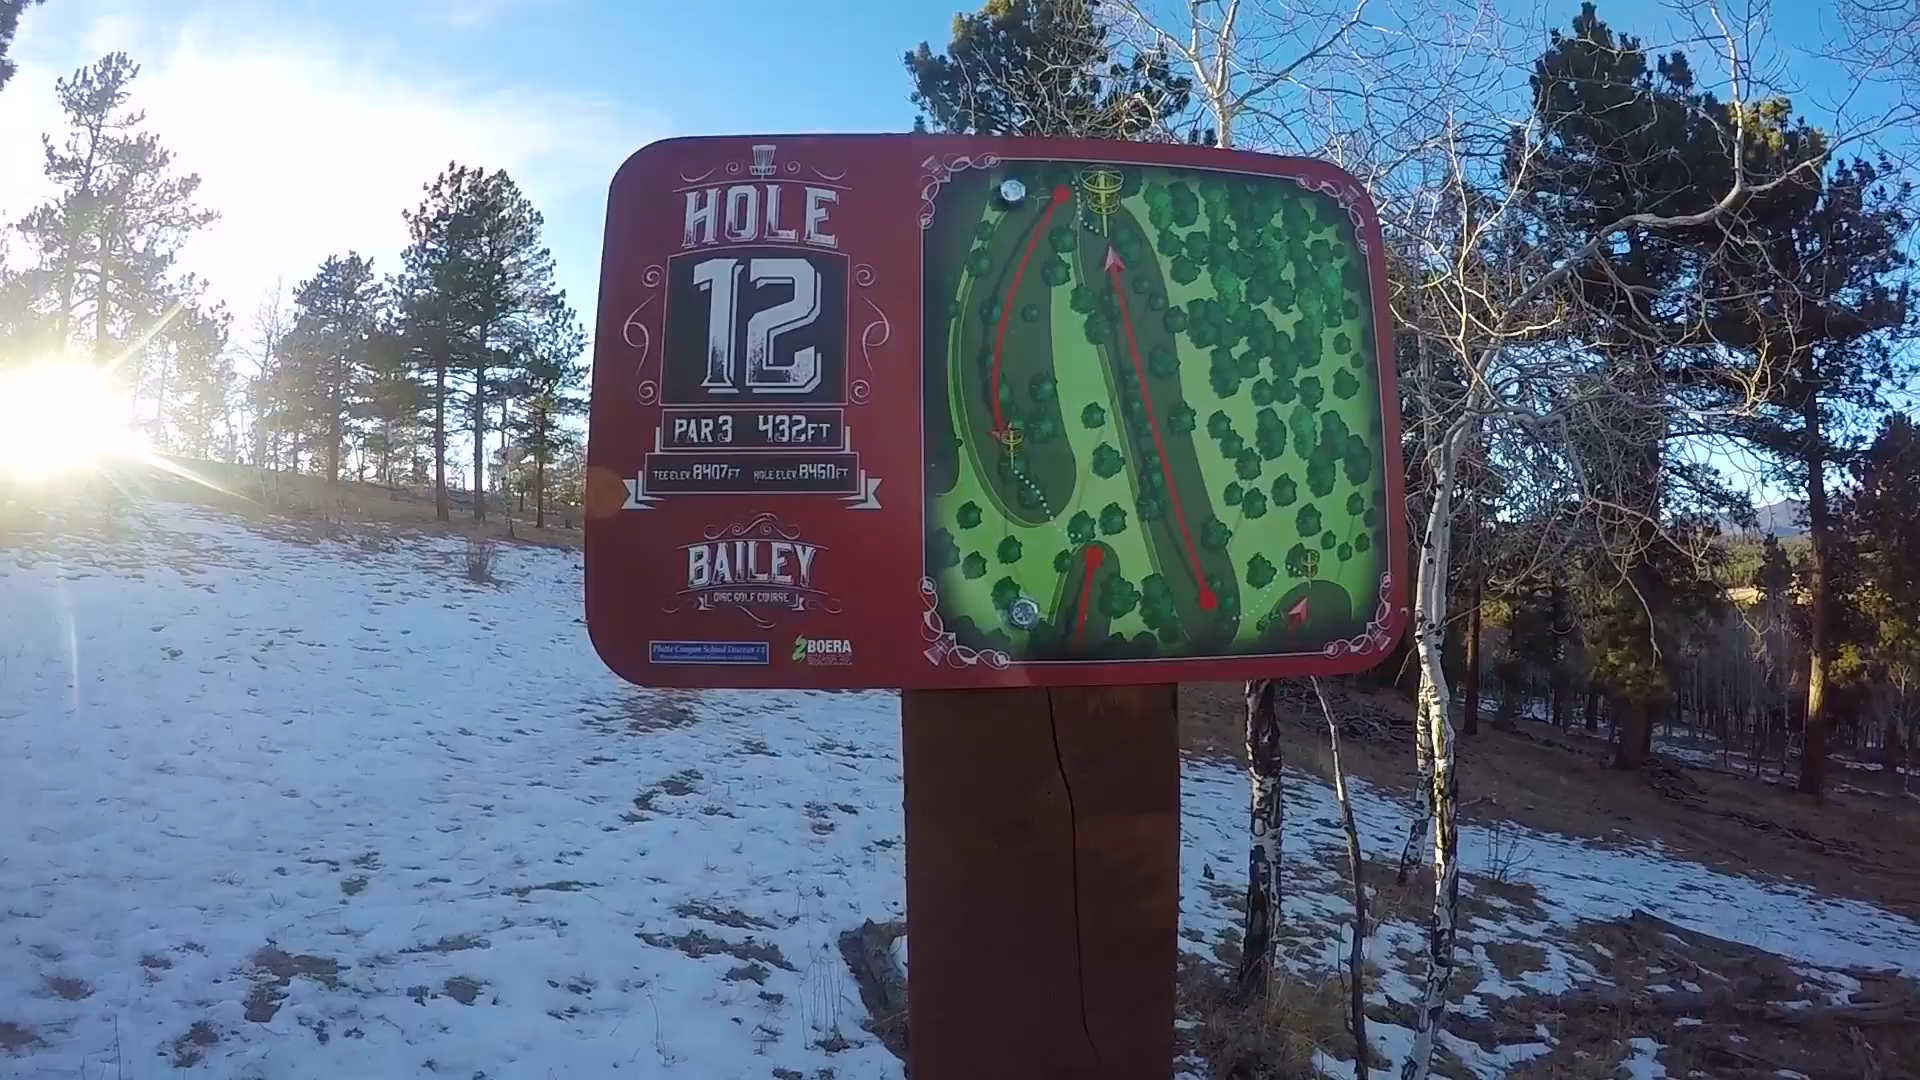 HOLE
12
PAR 3 432FT
TEE ELEV. 8407FT HOLE ELEV. 8450FT
BAILEY
DISC GOLF COURSE
Platte Canyon School District #1
BOERA